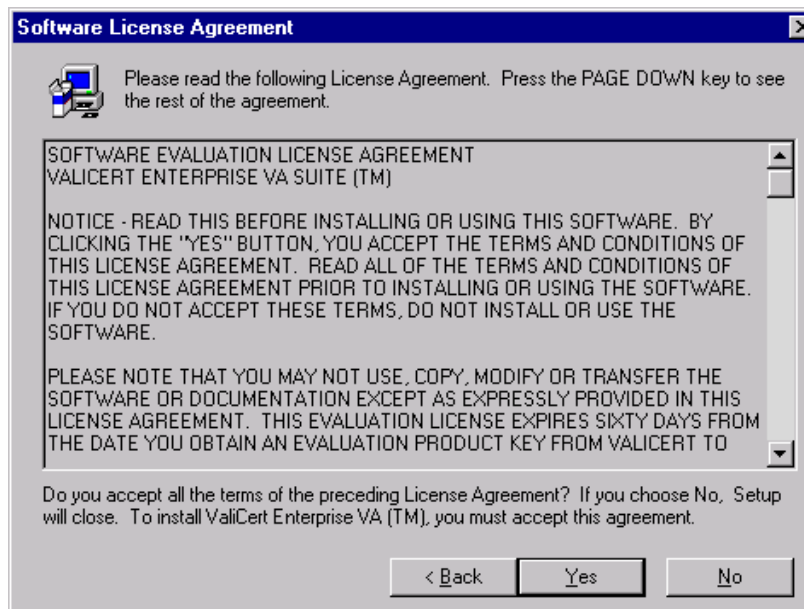 Software License Agreement
Please read the following License Agreement. Press the PAGE DOWN key to see
the rest of the agreement.
SOFTWARE EVALUATION LICENSE AGREEMENT
VALICERT ENTERPRISE VA SUITE (TM)
NOTICE - READ THIS BEFORE INSTALLING OR USING THIS SOFTWARE. BY
CLICKING THE "YES" BUTTON, YOU ACCEPT THE TERMS AND CONDITIONS OF
THIS LICENSE AGREEMENT. READ ALL OF THE TERMS AND CONDITIONS OF
THIS LICENSE AGREEMENT PRIOR TO INSTALLING OR USING THE SOFTWARE.
IF YOU DO NOT ACCEPT THESE TERMS, DO NOT INSTALL OR USE THE
SOFTWARE.
PLEASE NOTE THAT YOU MAY NOT USE, COPY, MODIFY OR TRANSFER THE
SOFTWARE OR DOCUMENTATION EXCEPT AS EXPRESSLY PROVIDED IN THIS
LICENSE AGREEMENT. THIS EVALUATION LICENSE EXPIRES SIXTY DAYS FROM
THE DATE YOU OBTAIN AN EVALUATION PRODUCT KEY FROM VALICERT TO
Do you accept all the terms of the preceding License Agreement? If you choose No, Setup
will close. To install ValiCert Enterprise VA (TM), you must accept this agreement.
< Back Yes No